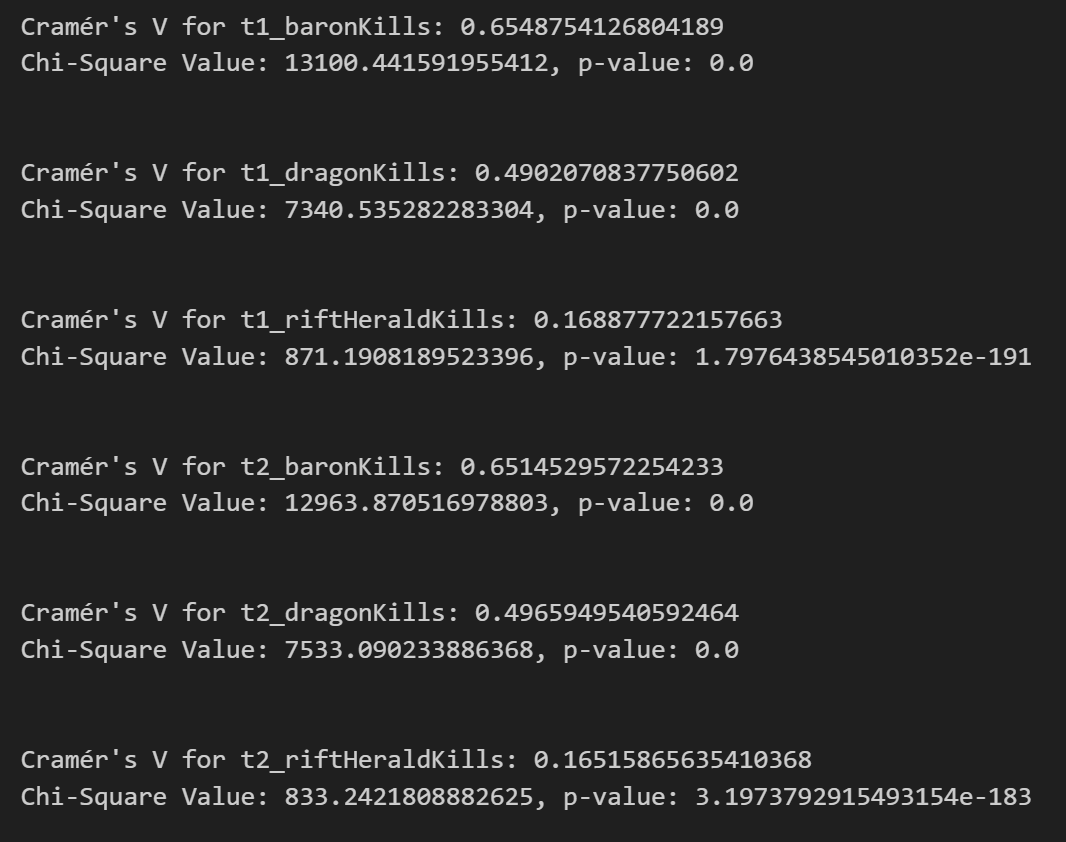 Cramér's V for t1_baronKills: 0.6548754126804189
Chi-Square Value: 13100.441591955412, p-value: 0.0
Cramér's V for t1_dragonKills: 0.4902070837750602
Chi-Square Value: 7340.535282283304, p-value: 0.0
Cramér's V for t1_riftHeraldKills: 0.168877722157663
Chi-Square Value: 871.1908189523396, p-value: 1.7976438545010352e-191
Cramér's V for t2_baronKills: 0.6514529572254233
Chi-Square Value: 12963.870516978803, p-value: 0.0
Cramér's V for t2_dragonKills: 0.4965949540592464
Chi-Square Value: 7533.090233886368, p-value: 0.0
Cramér's V for t2_riftHeraldKills: 0.16515865635410368
Chi-Square Value: 833.2421808882625, p-value: 3.1973792915493154e-183